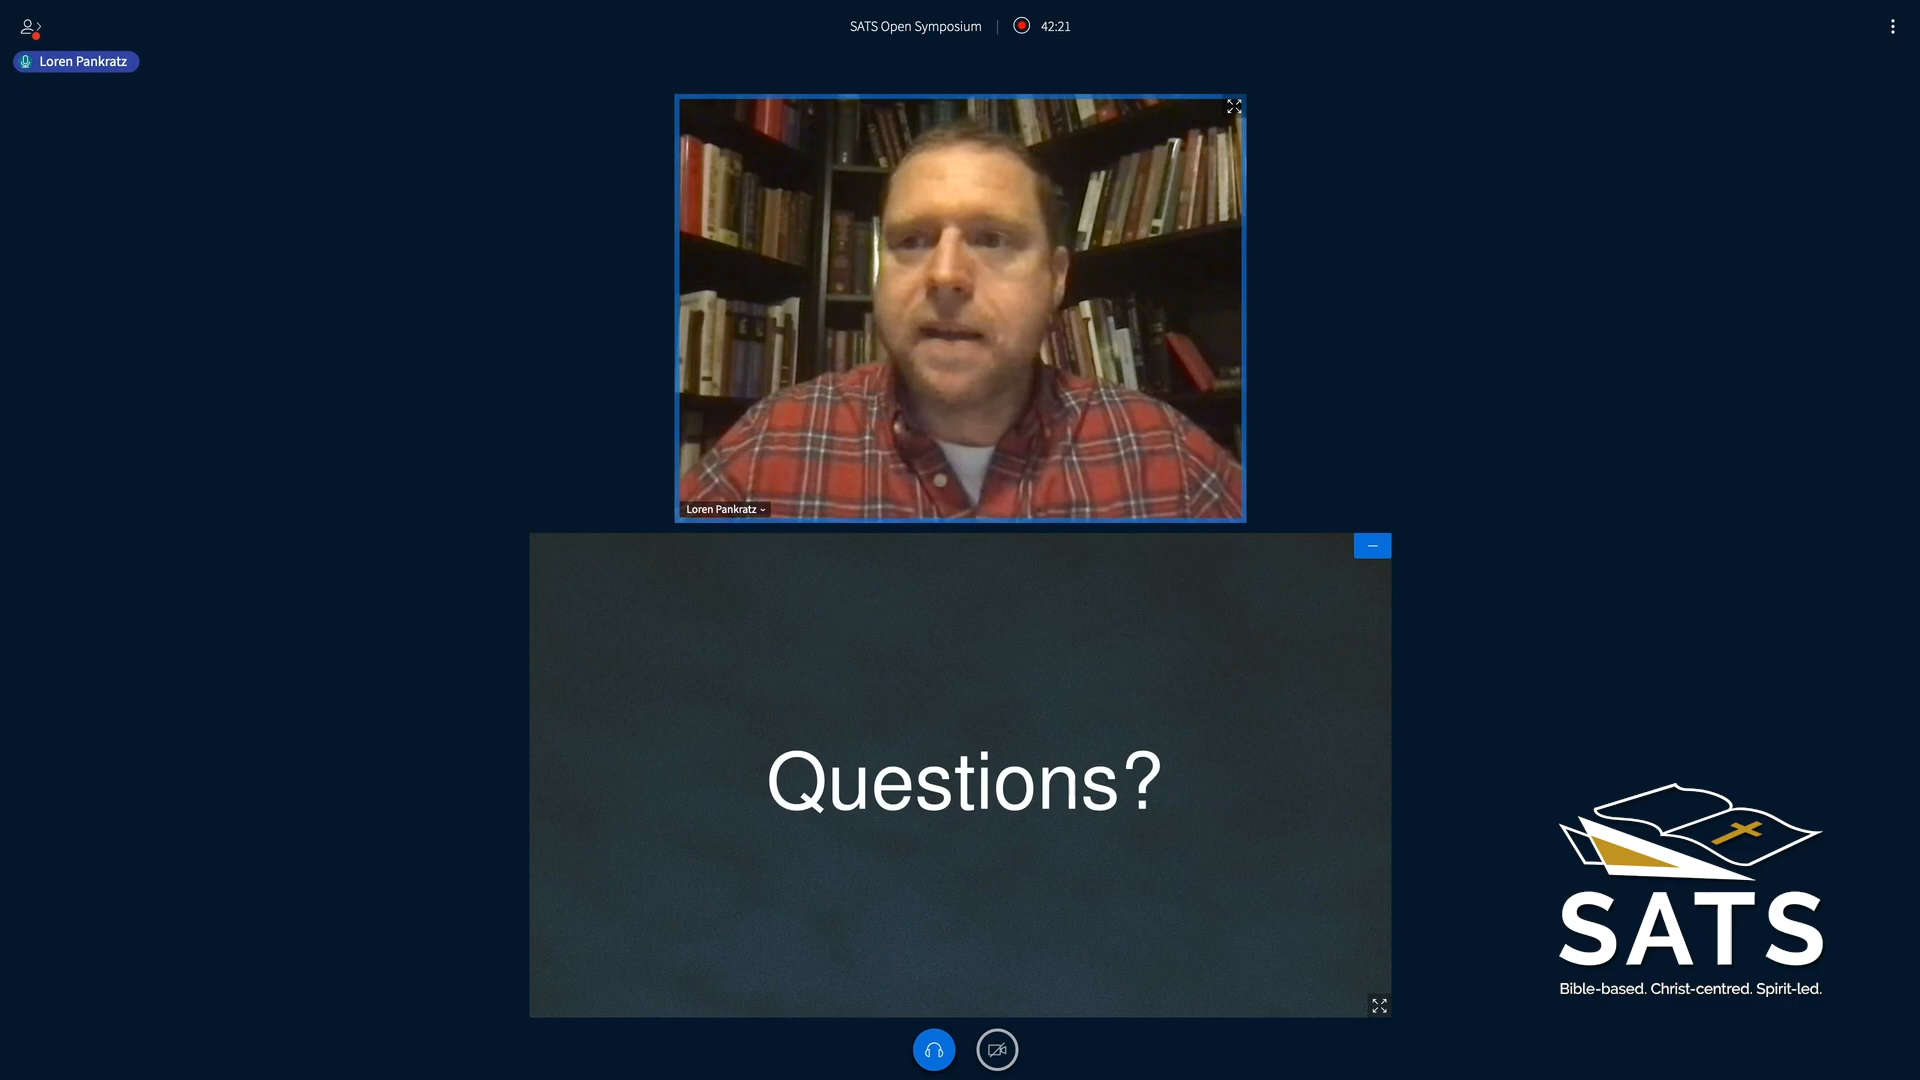 SATS Open Symposium
42:21
Loren Pankratz
Loren Pankratz
Questions?
SATS
Bible-based. Christ-centred. Spirit-led.